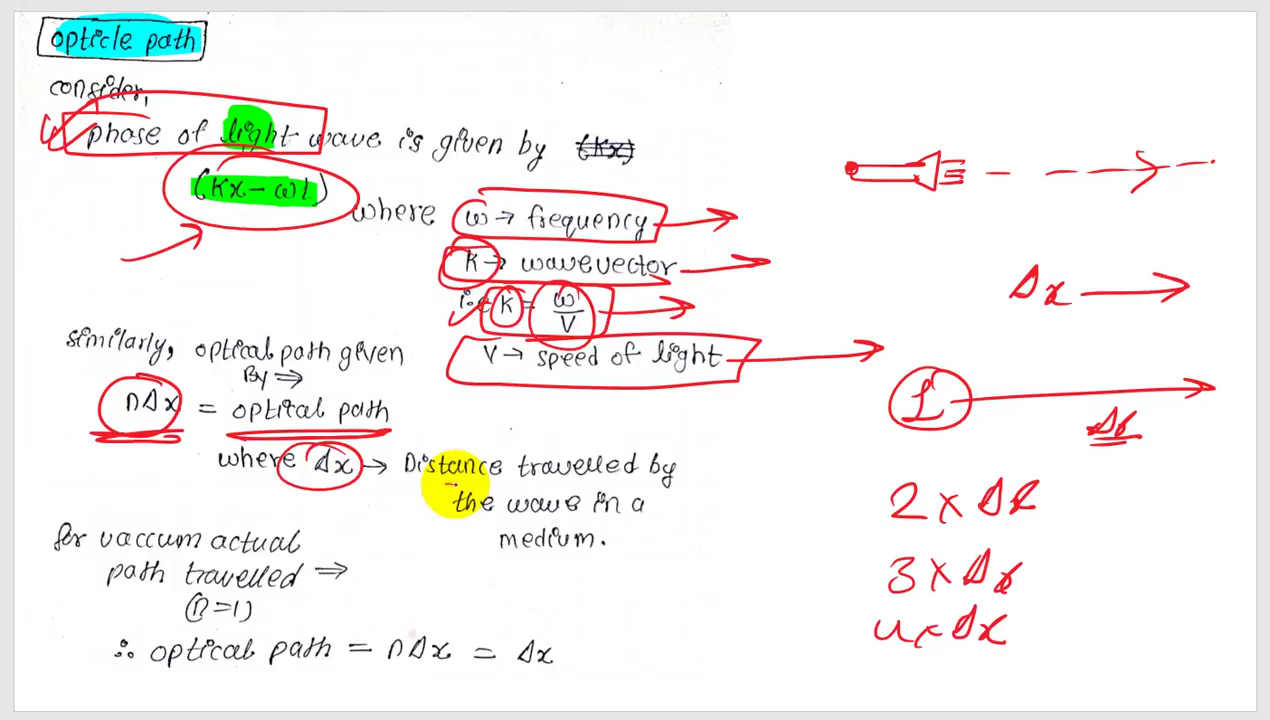 opticle path
consider,
phase of light wave is given by (Kx)
(Kx - ωt)
where ω → frequency
K → wavevector
i.e K = ω/V
V → speed of light
similarly, optical path given
By ⇒
nΔx = optical path
where Δx → Distance travelled by
the wave in a
medium.
for vaccum actual
path travelled ⇒
(n=1)
∴ optical path = nΔx = Δx
Δx
2 x Δx
3 x Δx
4 x Δx